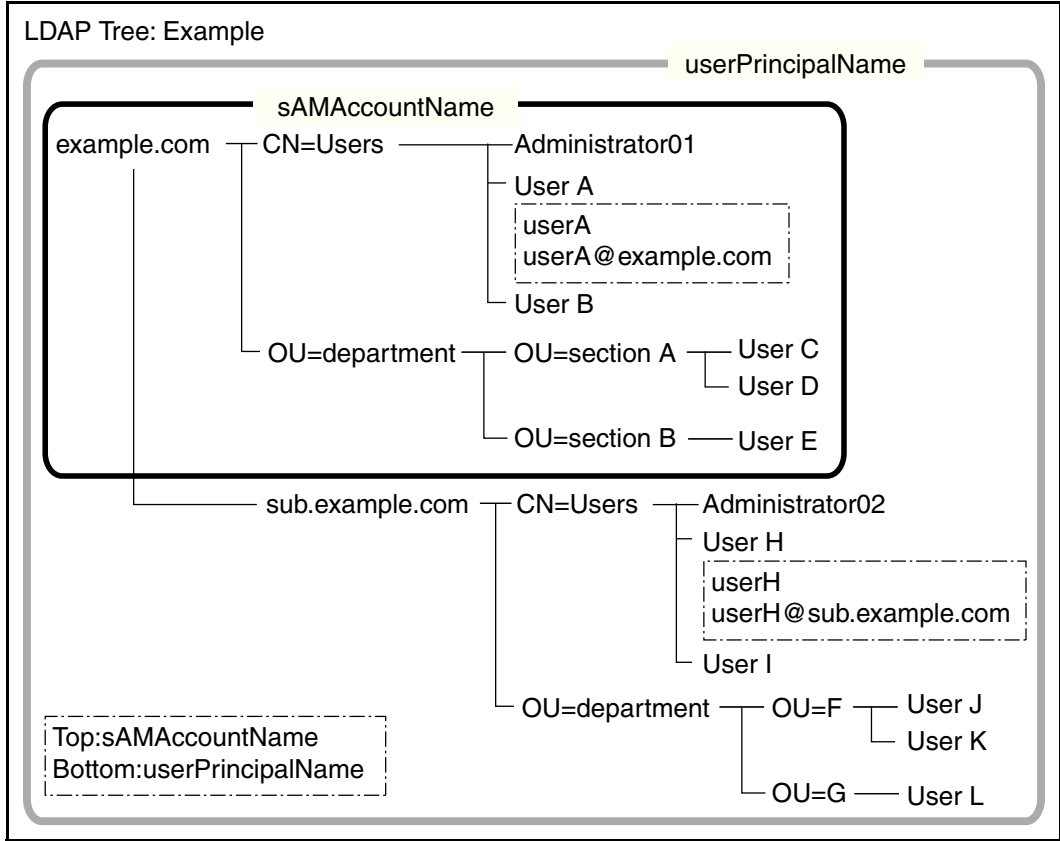 LDAP Tree: Example
userPrincipalName
sAMAccountName
example.com
CN=Users
Administrator01
User A
userA
userA@example.com
User B
OU=department
OU=section A
User C
User D
OU=section B
User E
sub.example.com
CN=Users
Administrator02
User H
userH
userH@sub.example.com
User I
OU=department
OU=F
User J
User K
OU=G
User L
Top:sAMAccountName
Bottom:userPrincipalName